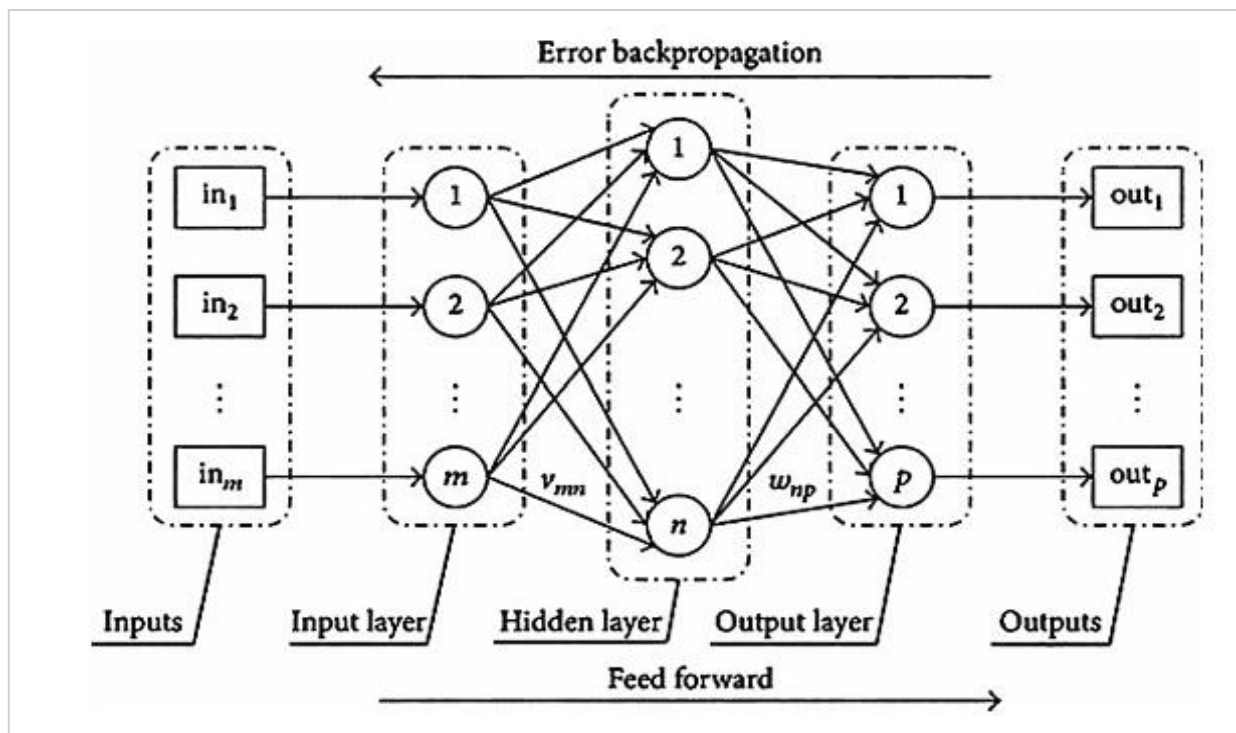 Error backpropagation
1
in₁ 1 1 out₁
2
in₂ 2 2 out₂
⋮ ⋮ ⋮ ⋮ ⋮
inₘ m vₘₙ wₙₚ p outₚ
n
Inputs Input layer Hidden layer Output layer Outputs
Feed forward